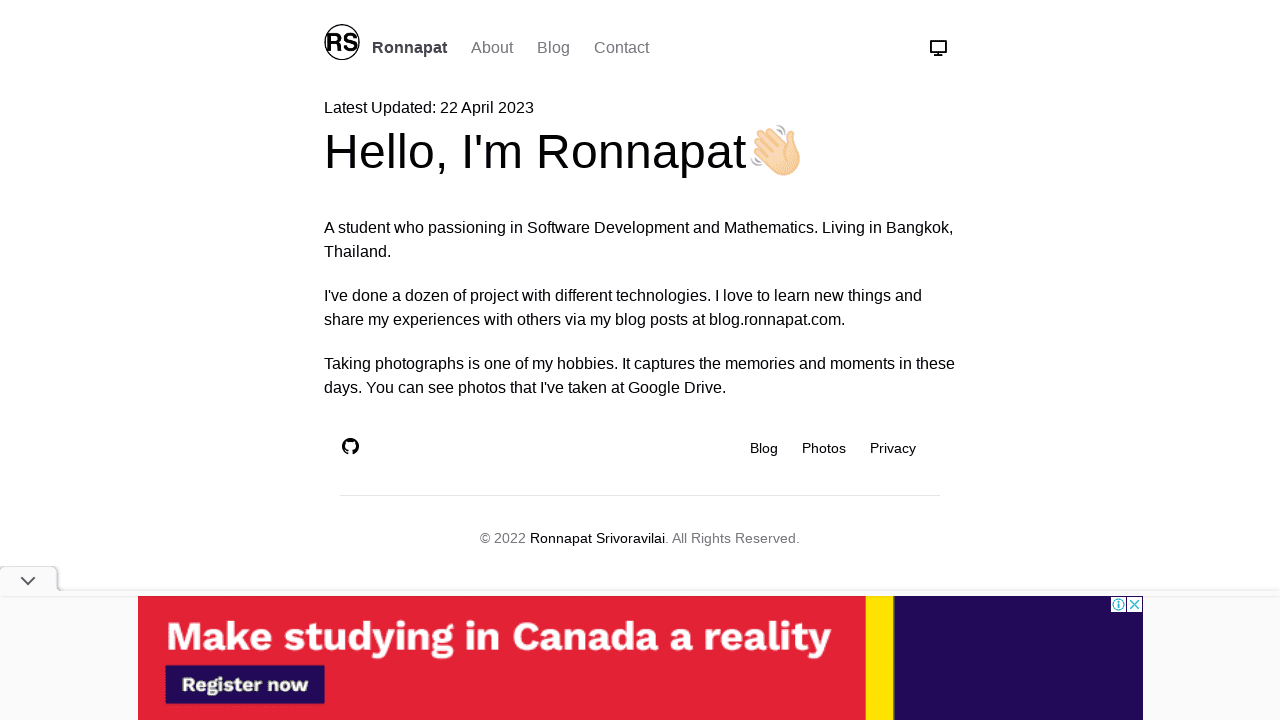 RS Ronnapat About Blog Contact
Latest Updated: 22 April 2023
Hello, I'm Ronnapat👋🏻
A student who passioning in Software Development and Mathematics. Living in Bangkok,
Thailand.
I've done a dozen of project with different technologies. I love to learn new things and
share my experiences with others via my blog posts at blog.ronnapat.com.
Taking photographs is one of my hobbies. It captures the memories and moments in these
days. You can see photos that I've taken at Google Drive.
Blog Photos Privacy
© 2022 Ronnapat Srivoravilai. All Rights Reserved.
Make studying in Canada a reality
Register now